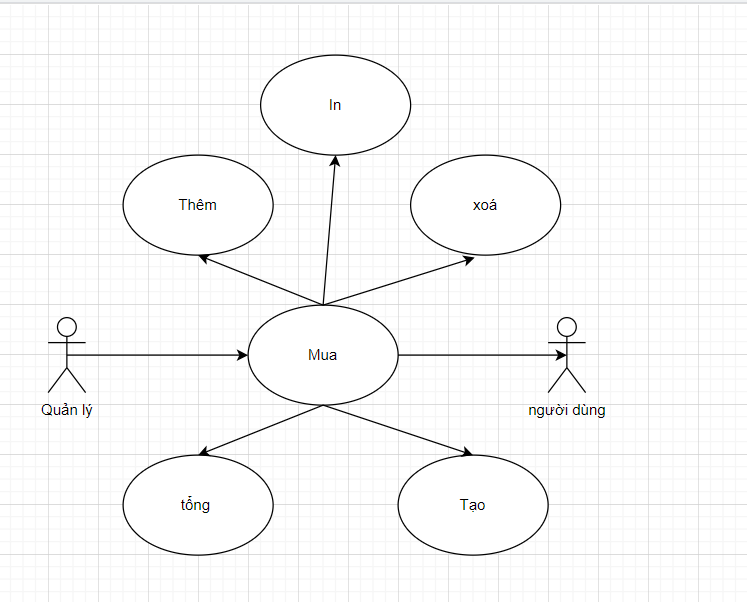 In
Thêm
xoá
Mua
Quản lý
người dùng
tổng
Tạo